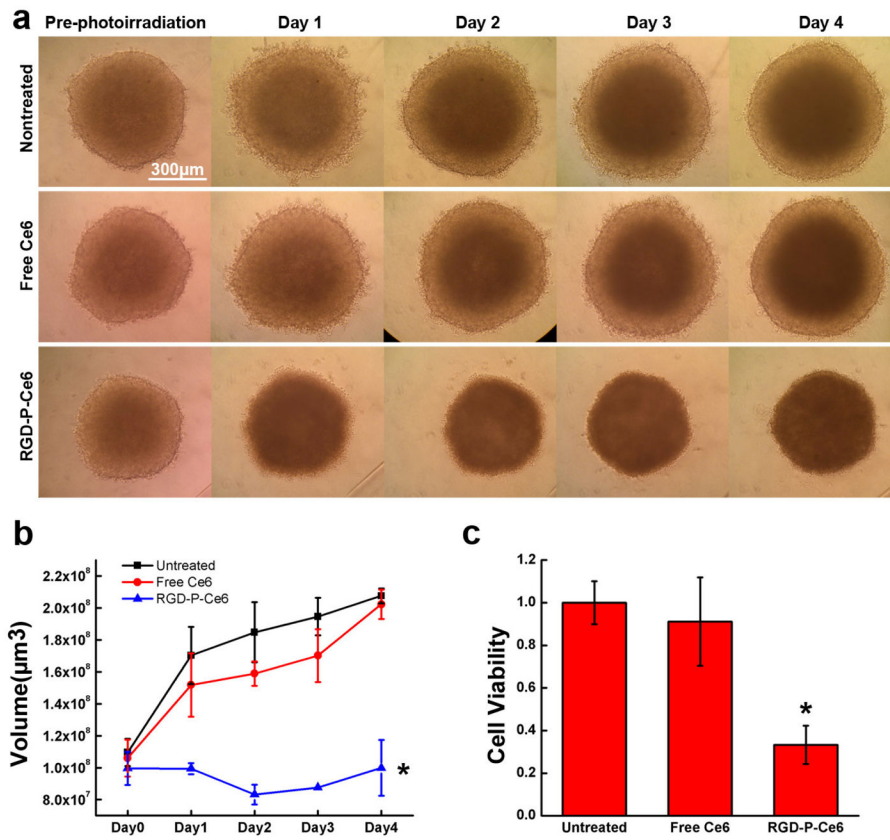 a
Pre-photoirradiation Day 1 Day 2 Day 3 Day 4
Nontreated
300µm
Free Ce6
RGD-P-Ce6
b
Untreated
Free Ce6
RGD-P-Ce6
Volume(µm3)
2.2x10⁸
2.0x10⁸
1.8x10⁸
1.6x10⁸
1.4x10⁸
1.2x10⁸
1.0x10⁸
8.0x10⁷
*
Day0 Day1 Day2 Day3 Day4
c
Cell Viability
1.2
1.0
0.8
0.6
0.4
0.2
0.0
*
Untreated Free Ce6 RGD-P-Ce6